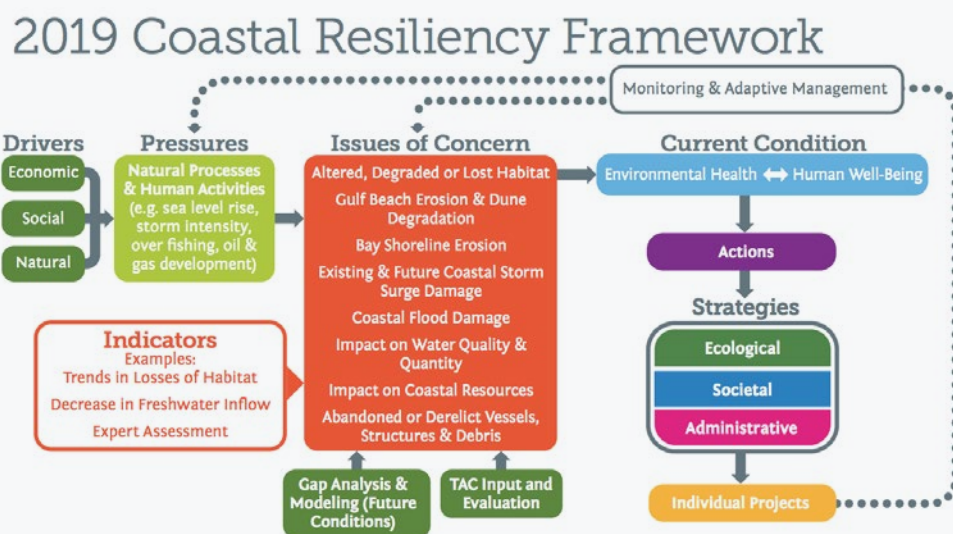 2019 Coastal Resiliency Framework
Monitoring & Adaptive Management
Drivers
Economic
Social
Natural
Pressures
Natural Processes
& Human Activities
(e.g. sea level rise,
storm intensity,
over fishing, oil &
gas development)
Issues of Concern
Altered, Degraded or Lost Habitat
Gulf Beach Erosion & Dune
Degradation
Bay Shoreline Erosion
Existing & Future Coastal Storm
Surge Damage
Coastal Flood Damage
Impact on Water Quality &
Quantity
Impact on Coastal Resources
Abandoned or Derelict Vessels,
Structures & Debris
Indicators
Examples:
Trends in Losses of Habitat
Decrease in Freshwater Inflow
Expert Assessment
Gap Analysis &
Modeling (Future
Conditions)
TAC Input and
Evaluation
Current Condition
Environmental Health Human Well-Being
Actions
Strategies
Ecological
Societal
Administrative
Individual Projects